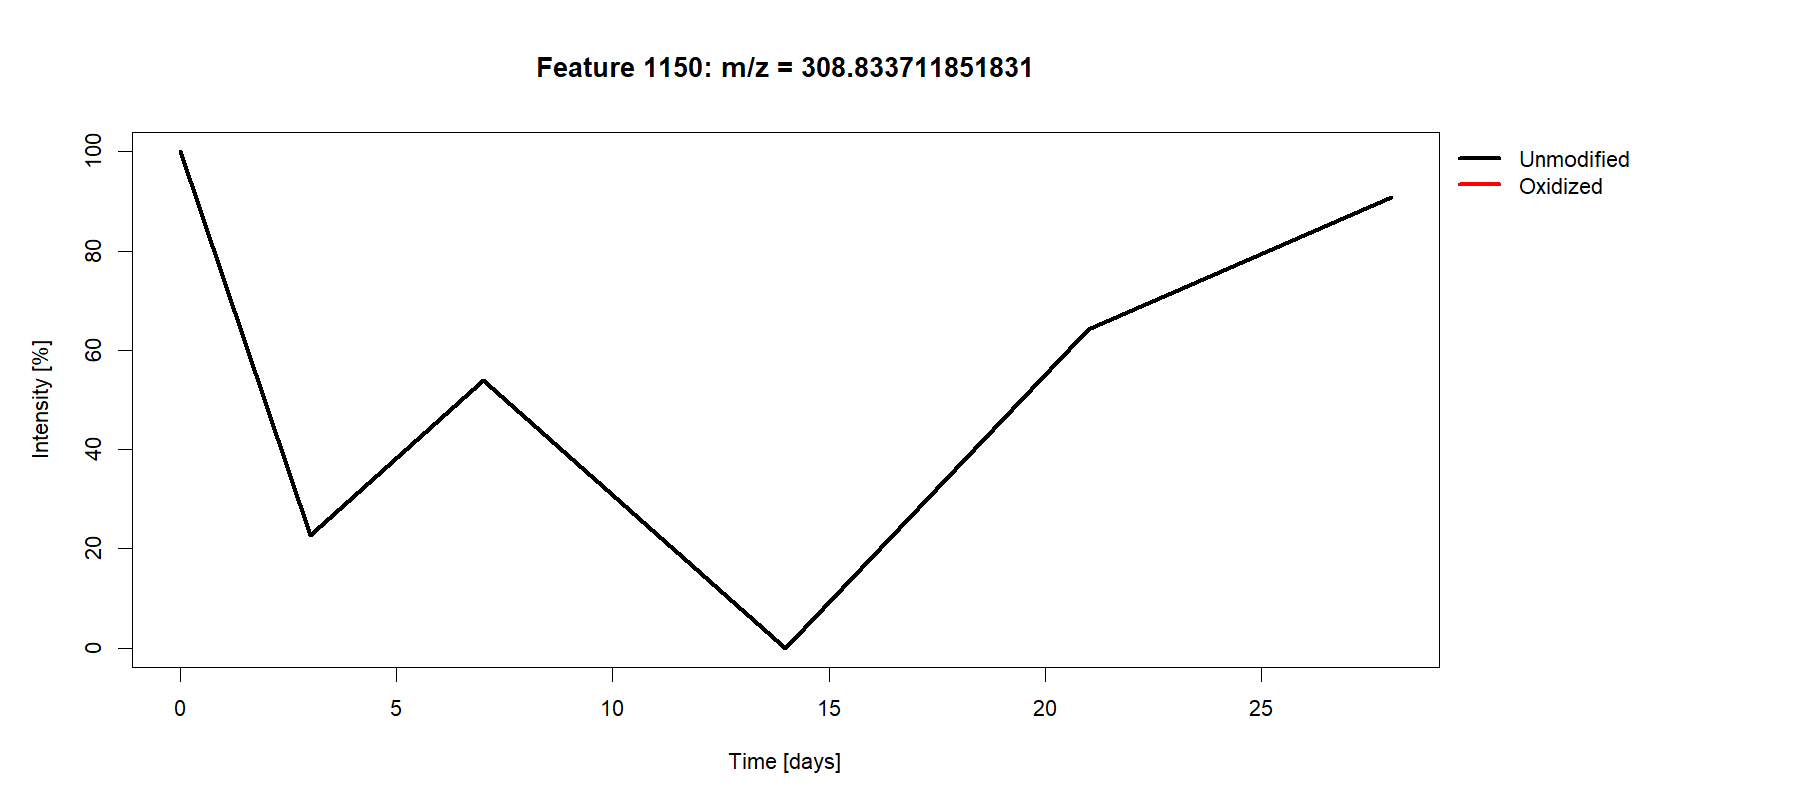 Feature 1150: m/z = 308.833711851831
Unmodified
Oxidized
Intensity [%]
100
80
60
40
20
0
0 5 10 15 20 25
Time [days]